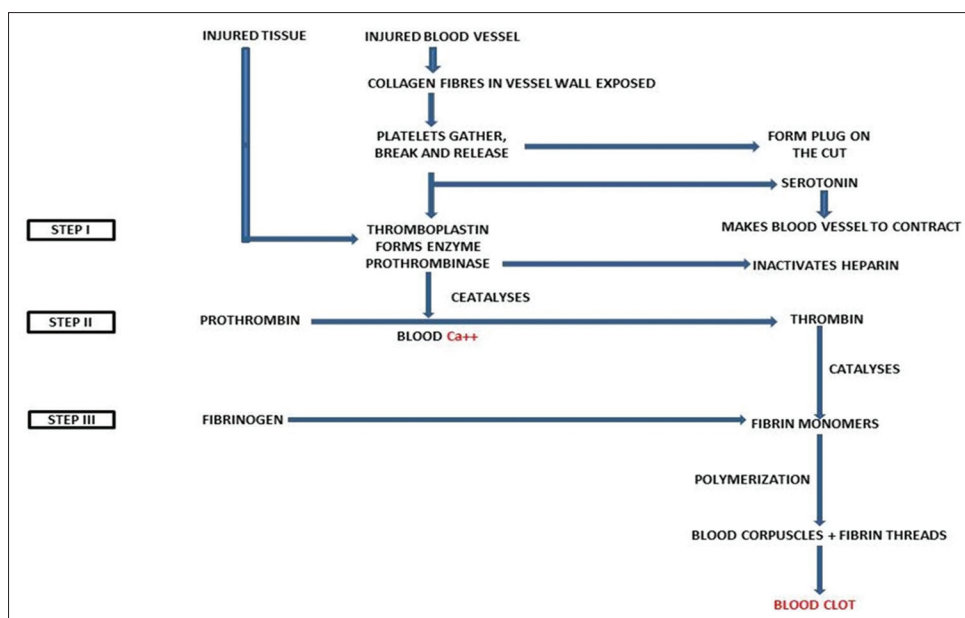 INJURED TISSUE
INJURED BLOOD VESSEL
COLLAGEN FIBRES IN VESSEL WALL EXPOSED
PLATELETS GATHER,
BREAK AND RELEASE
FORM PLUG ON
THE CUT
SEROTONIN
MAKES BLOOD VESSEL TO CONTRACT
STEP I
THROMBOPLASTIN
FORMS ENZYME
PROTHROMBINASE
INACTIVATES HEPARIN
CEATALYSES
STEP II
PROTHROMBIN
THROMBIN
BLOOD Ca++
CATALYSES
STEP III
FIBRINOGEN
FIBRIN MONOMERS
POLYMERIZATION
BLOOD CORPUSCLES + FIBRIN THREADS
BLOOD CLOT